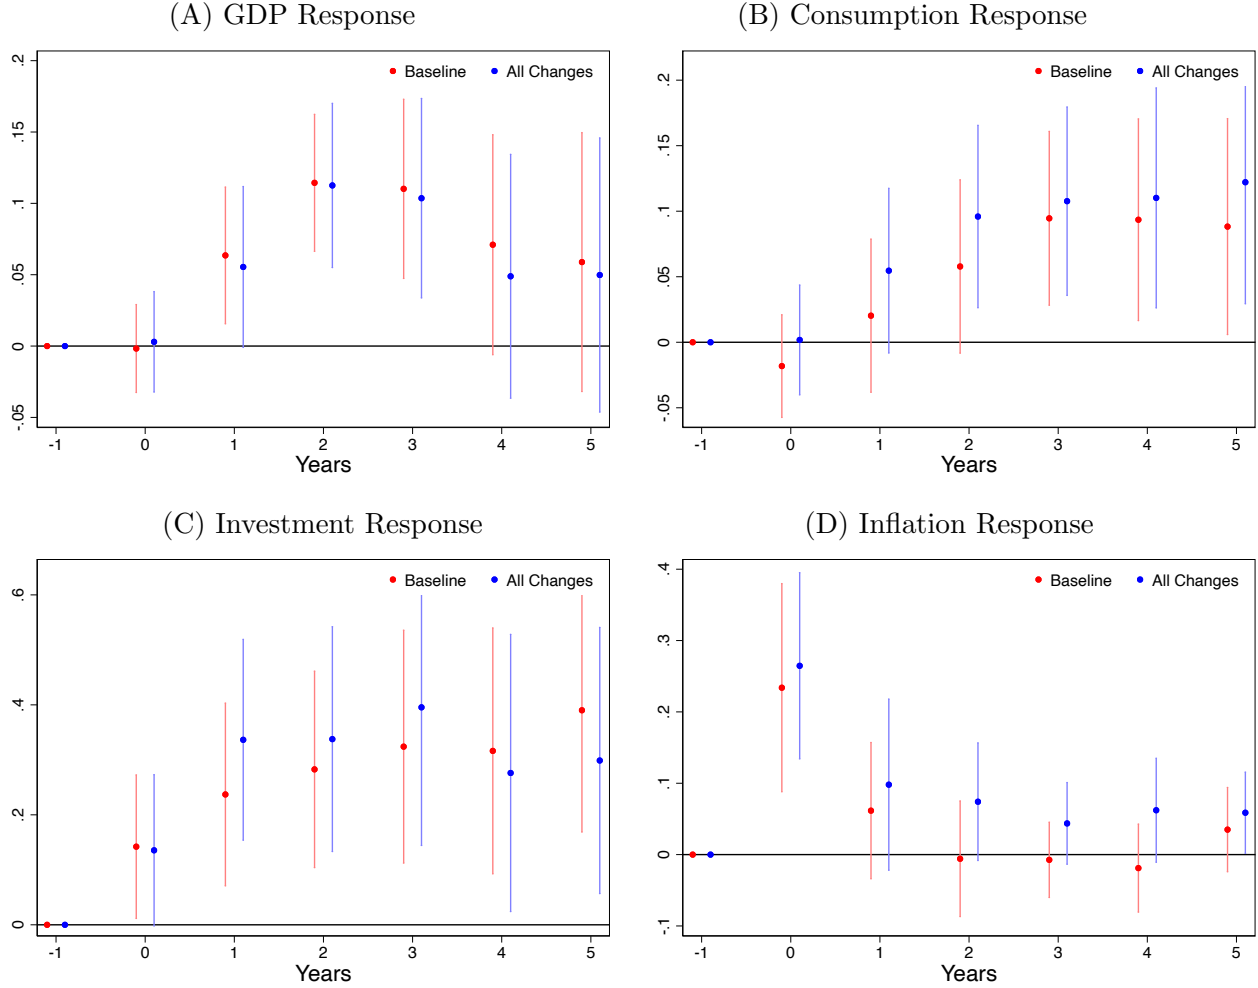 (A) GDP Response
.2
.15
.1
.05
0
-.05
Baseline
All Changes
-1 0 1 2 3 4 5
Years
(B) Consumption Response
.2
.15
.1
.05
0
-.05
Baseline
All Changes
-1 0 1 2 3 4 5
Years
(C) Investment Response
.6
.4
.2
0
Baseline
All Changes
-1 0 1 2 3 4 5
Years
(D) Inflation Response
.4
.3
.2
.1
0
-.1
Baseline
All Changes
-1 0 1 2 3 4 5
Years